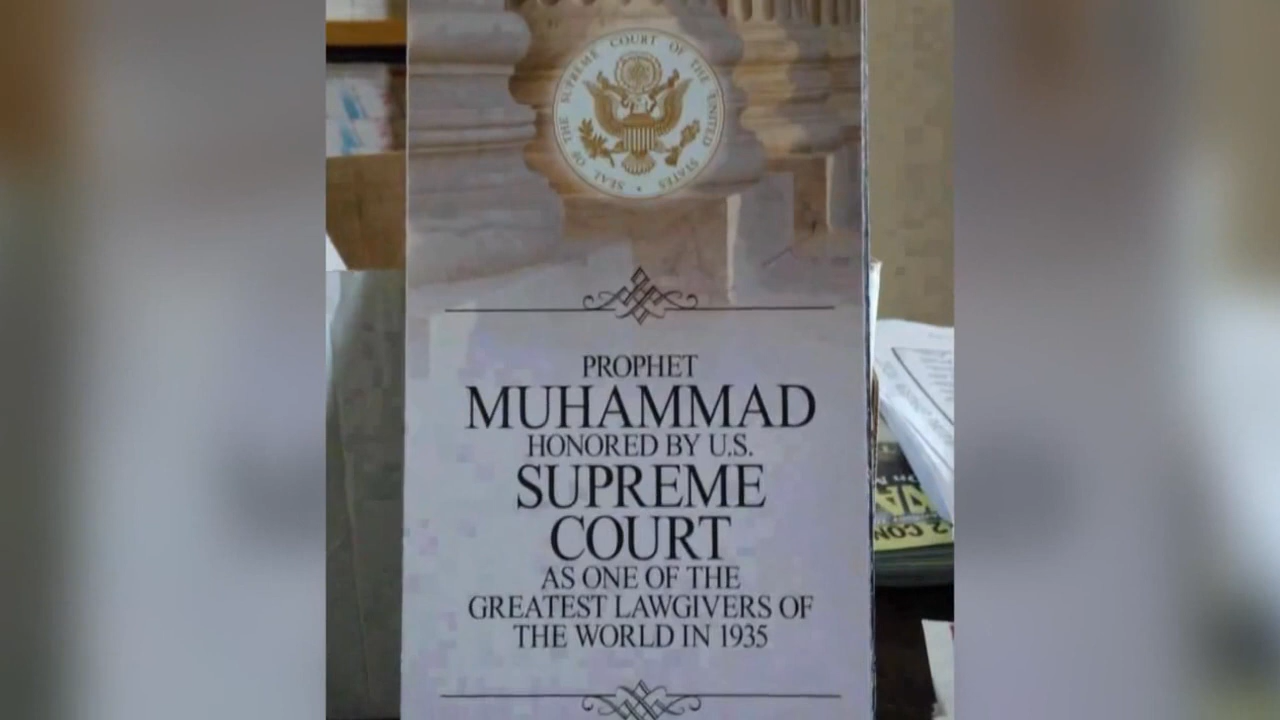 SEAL OF THE SUPREME COURT OF THE UNITED STATES
PROPHET
MUHAMMAD
HONORED BY U.S.
SUPREME
COURT
AS ONE OF THE
GREATEST LAWGIVERS OF
THE WORLD IN 1935